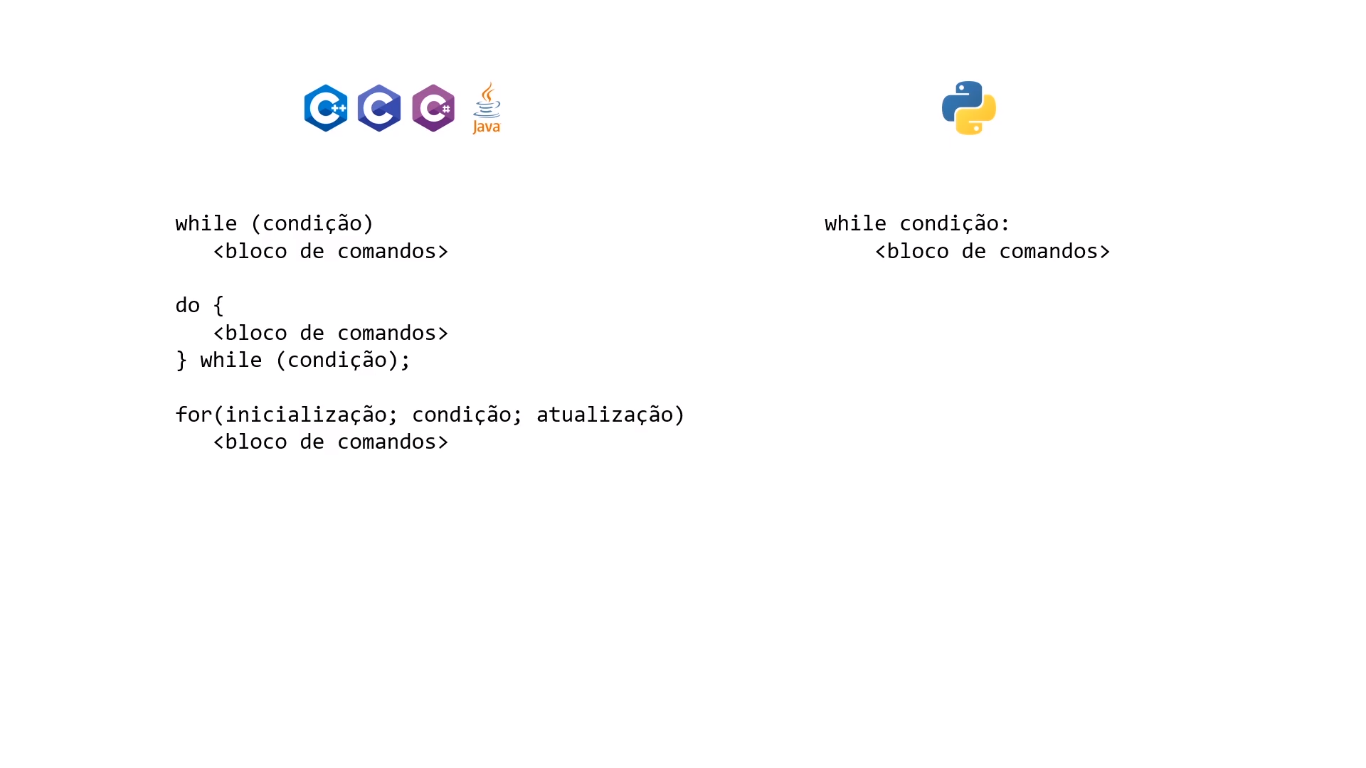 C++ C C# Java
while (condição)
<bloco de comandos>
do {
<bloco de comandos>
} while (condição);
for(inicialização; condição; atualização)
<bloco de comandos>
while condição:
<bloco de comandos>